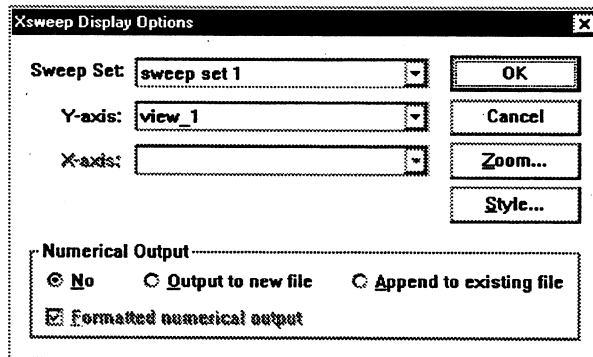 Xsweep Display Options
Sweep Set: sweep set 1 OK
Y-axis: view_1 Cancel
X-axis: Zoom...
Style...
Numerical Output
No Output to new file Append to existing file
Formatted numerical output